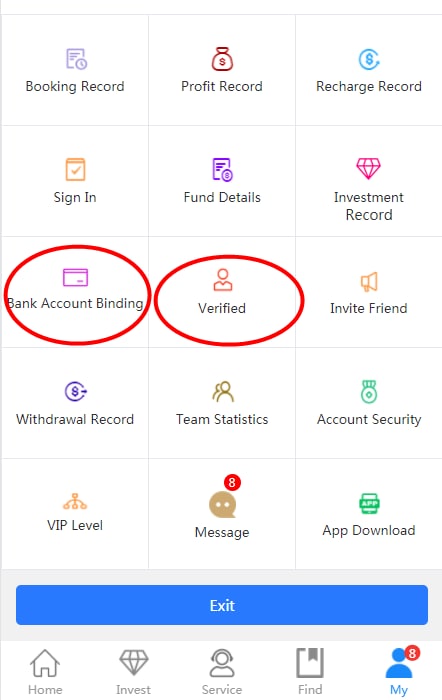 Booking Record
Profit Record
Recharge Record
Sign In
Fund Details
Investment
Record
Bank Account Binding
Verified
Invite Friend
Withdrawal Record
Team Statistics
Account Security
VIP Level
8
Message
APP
App Download
Exit
Home
Invest
Service
Find
8
My